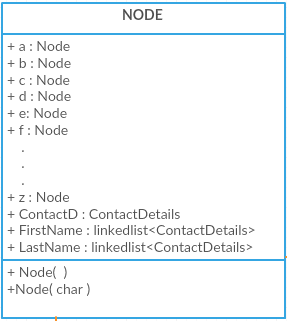 NODE
+ a : Node
+ b : Node
+ c : Node
+ d : Node
+ e: Node
+ f : Node
.
.
.
+ z : Node
+ ContactD : ContactDetails
+ FirstName : linkedlist<ContactDetails>
+ LastName : linkedlist<ContactDetails>
+ Node(  )
+Node( char )